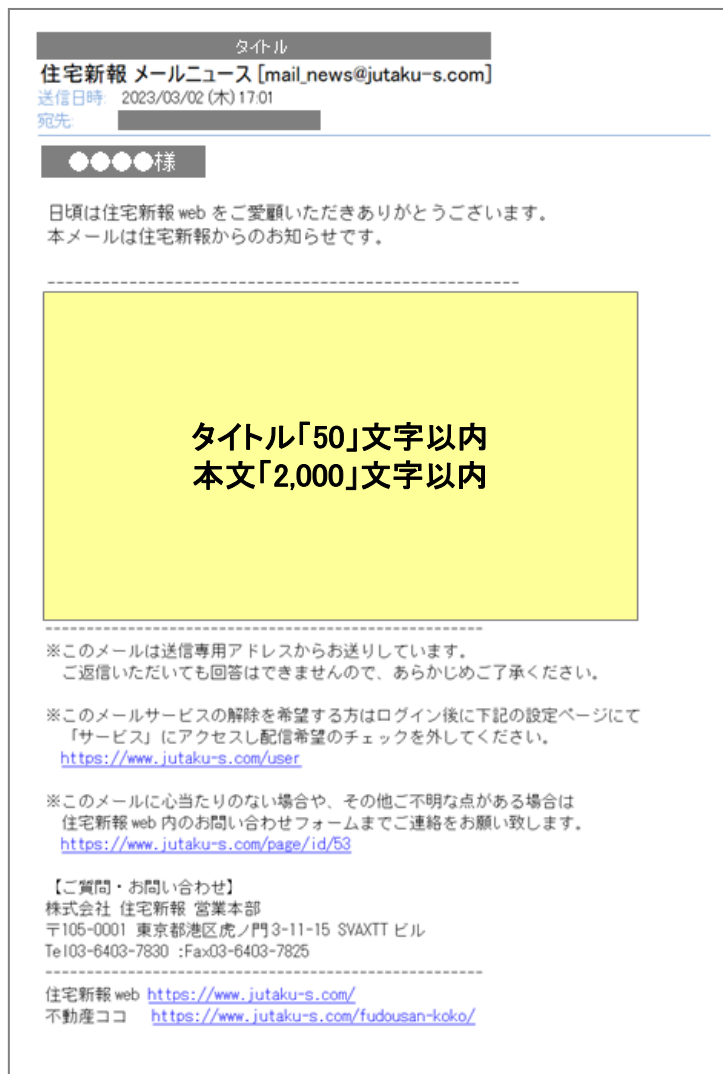 タイトル
住宅新報 メールニュース [mail_news@jutaku-s.com]
送信日時: 2023/03/02 (木) 17:01
宛先:
●●●●様
日頃は住宅新報 web をご愛顧いただきありがとうございます。
本メールは住宅新報からのお知らせです。
----------------------------------------------------
タイトル「50」文字以内
本文「2,000」文字以内
----------------------------------------------------
※このメールは送信専用アドレスからお送りしています。
ご返信いただいても回答はできませんので、あらかじめご了承ください。
※このメールサービスの解除を希望する方はログイン後に下記の設定ページにて
「サービス」にアクセスし配信希望のチェックを外してください。
https://www.jutaku-s.com/user
※このメールに心当たりのない場合や、その他ご不明な点がある場合は
住宅新報 web 内のお問い合わせフォームまでご連絡をお願い致します。
https://www.jutaku-s.com/page/id/53
【ご質問・お問い合わせ】
株式会社 住宅新報 営業本部
〒105-0001 東京都港区虎ノ門 3-11-15 SVAXTT ビル
Tel03-6403-7830 :Fax03-6403-7825
----------------------------------------------------
住宅新報 web https://www.jutaku-s.com/
不動産ココ https://www.jutaku-s.com/fudousan-koko/